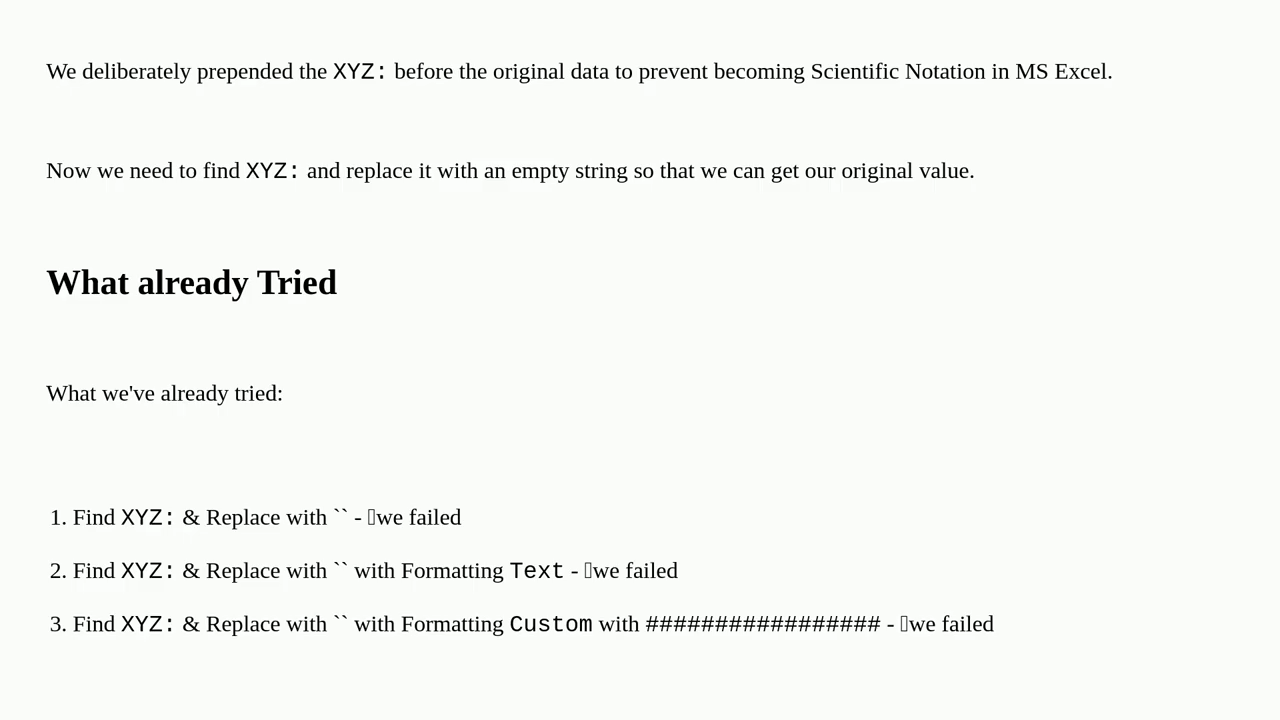 We deliberately prepended the XYZ: before the original data to prevent becoming Scientific Notation in MS Excel.
Now we need to find XYZ: and replace it with an empty string so that we can get our original value.
What already Tried
What we've already tried:
1. Find XYZ: & Replace with `` - we failed
2. Find XYZ: & Replace with `` with Formatting Text - we failed
3. Find XYZ: & Replace with `` with Formatting Custom with ################# - we failed